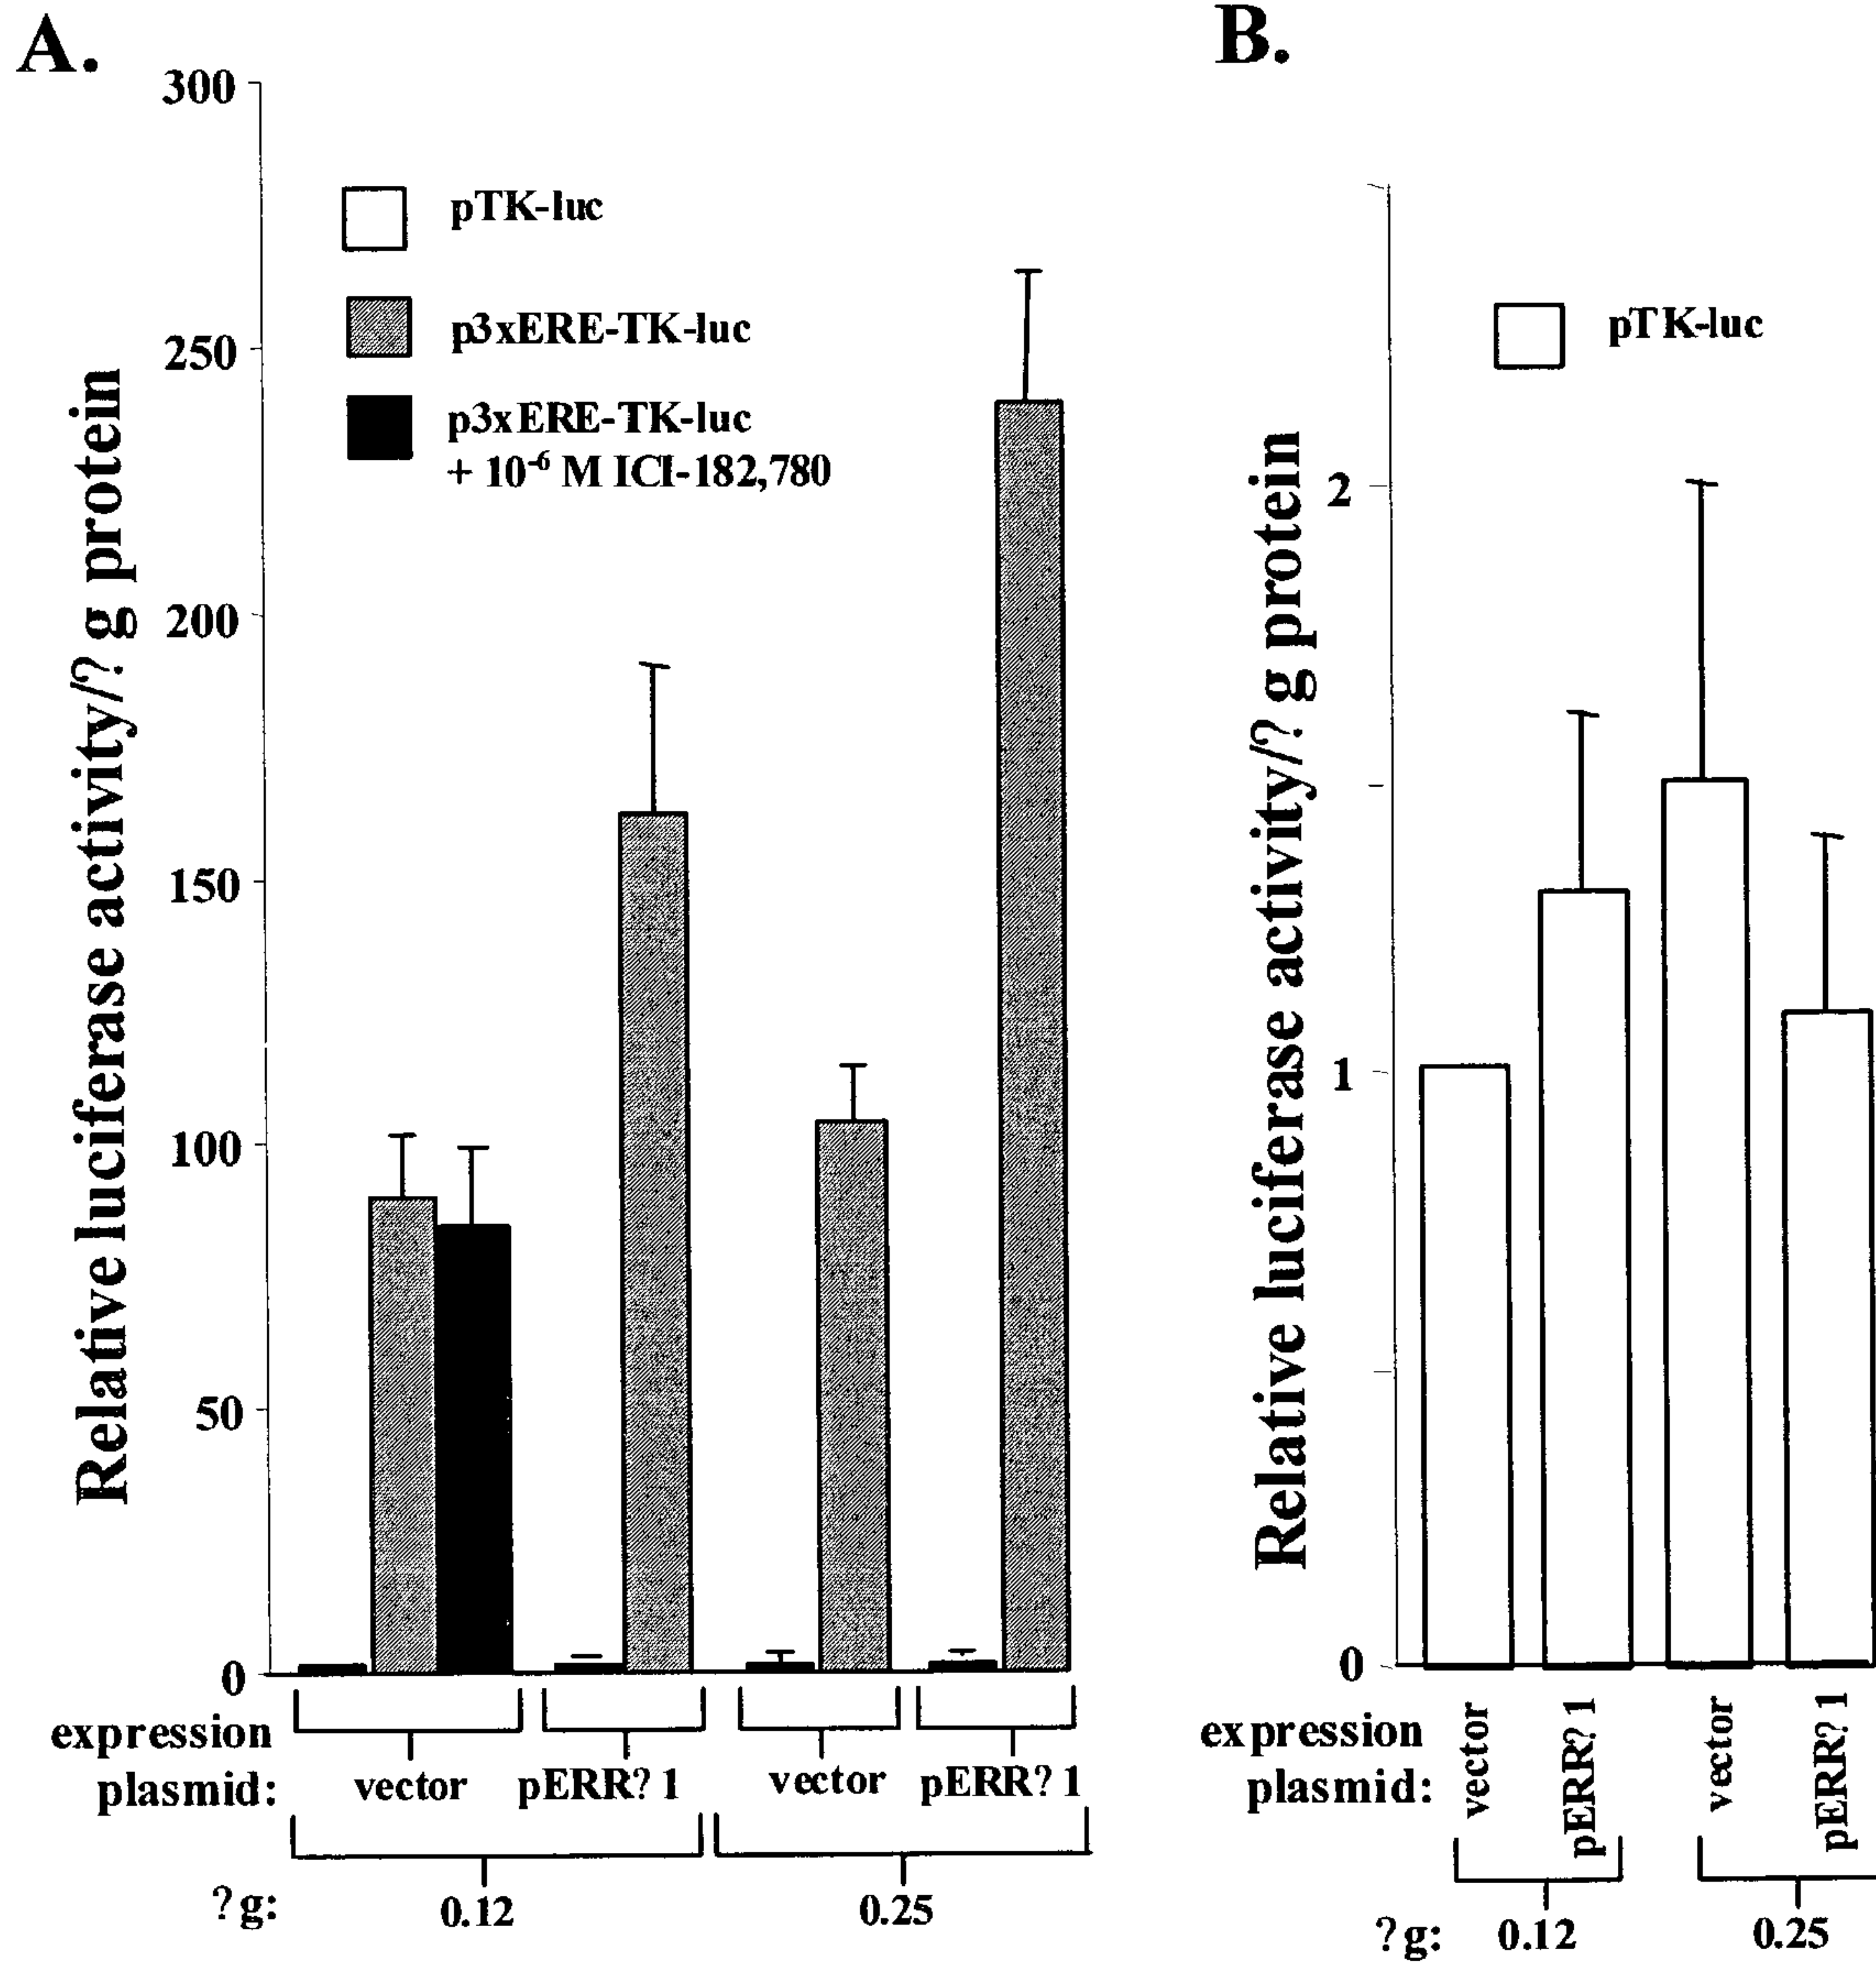 A.
300
250
200
150
100
50
0
Relative luciferase activity/? g protein
pTK-luc
p3xERE-TK-luc
p3xERE-TK-luc
+ 10⁻⁶ M ICI-182,780
expression
plasmid:
vector
pERR? 1
vector
pERR? 1
?g:
0.12
0.25
B.
2
1
0
Relative luciferase activity/? g protein
pTK-luc
expression
plasmid:
vector
pERR? 1
vector
pERR? 1
?g:
0.12
0.25